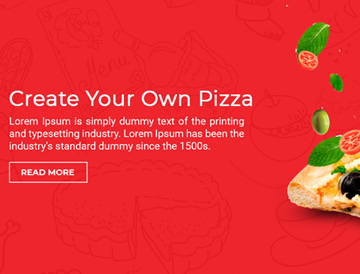 Create Your Own Pizza
Lorem Ipsum is simply dummy text of the printing
and typesetting industry. Lorem Ipsum has been the
industry's standard dummy since the 1500s.
READ MORE
Menu